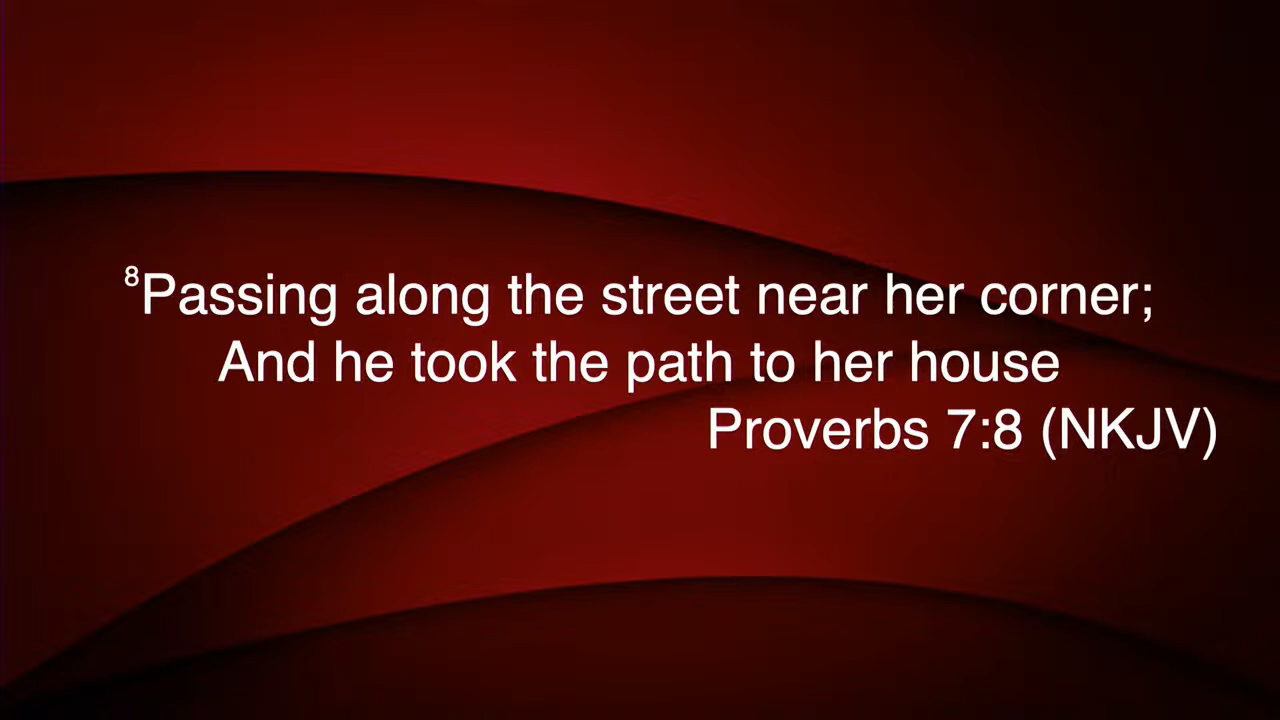 ⁸Passing along the street near her corner;
And he took the path to her house
Proverbs 7:8 (NKJV)